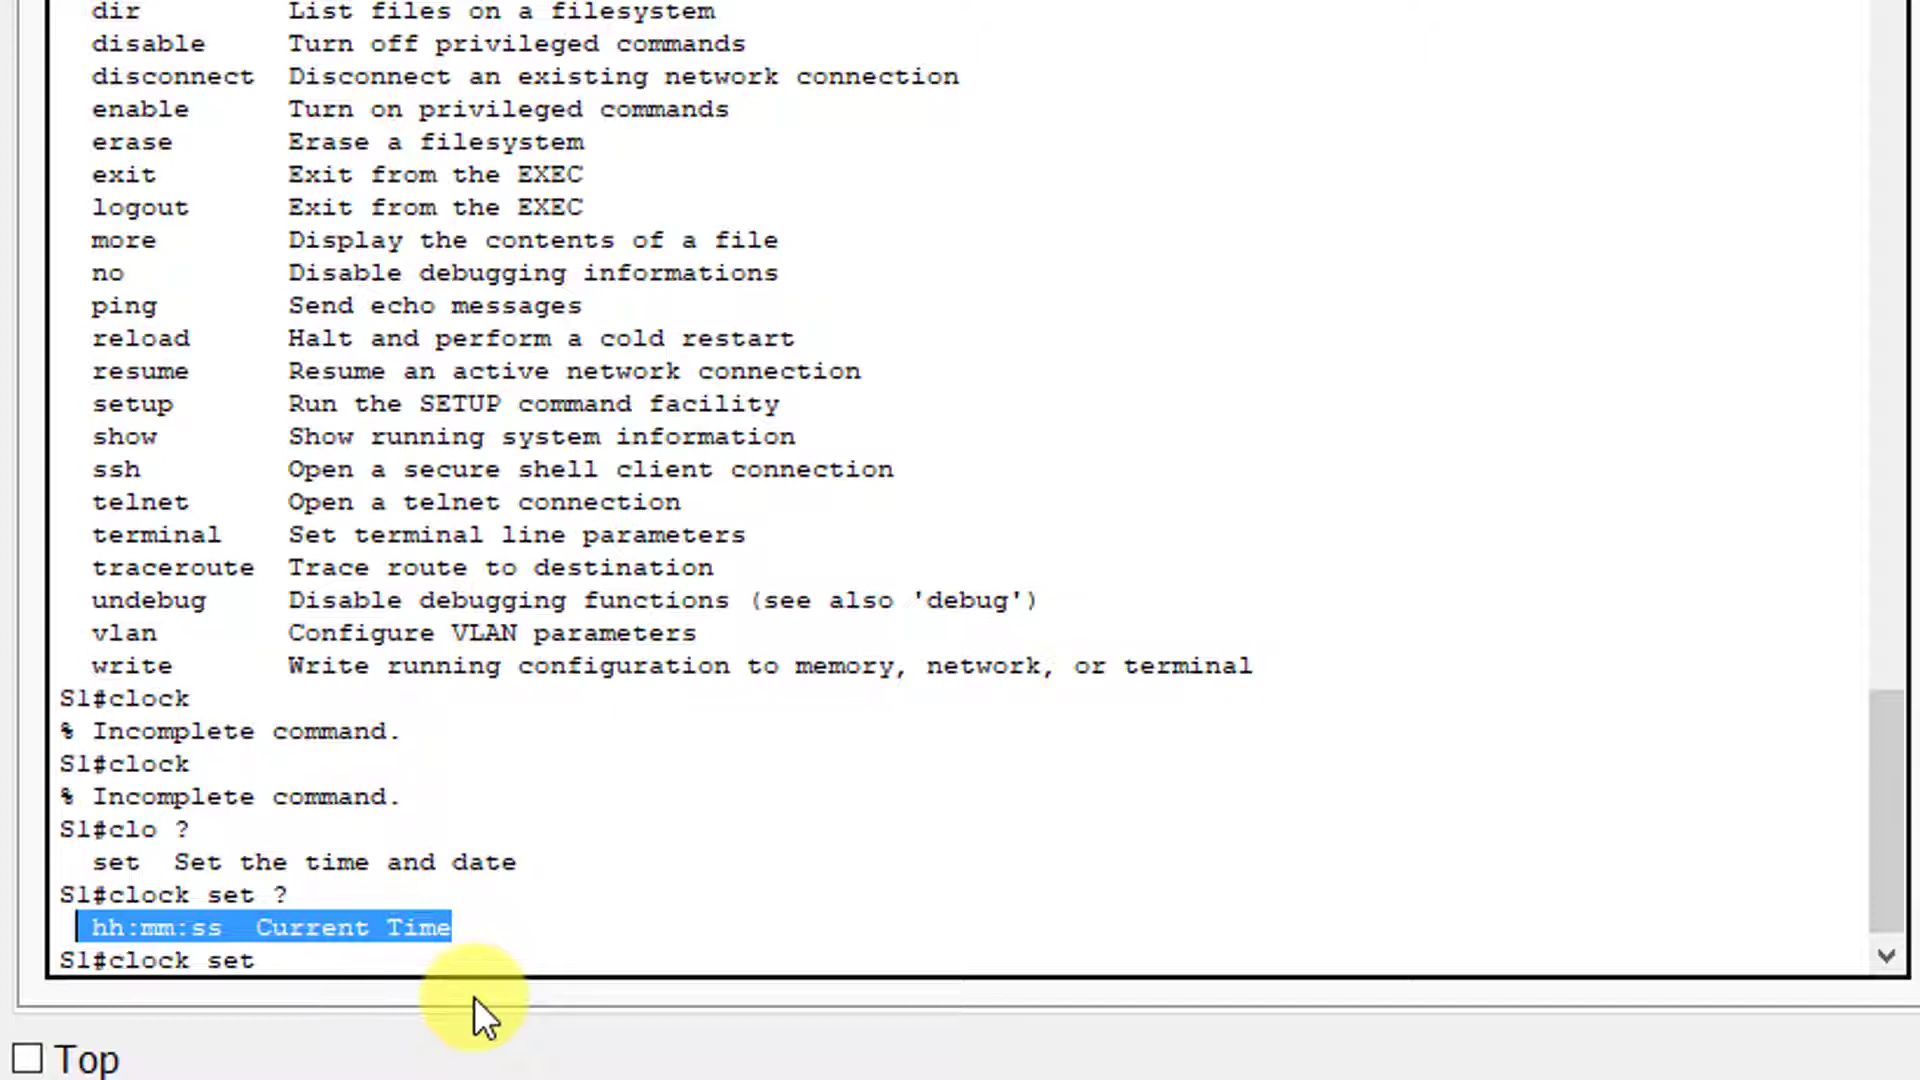 dir         List files on a filesystem
disable     Turn off privileged commands
disconnect  Disconnect an existing network connection
enable      Turn on privileged commands
erase       Erase a filesystem
exit        Exit from the EXEC
logout      Exit from the EXEC
more        Display the contents of a file
no          Disable debugging informations
ping        Send echo messages
reload      Halt and perform a cold restart
resume      Resume an active network connection
setup       Run the SETUP command facility
show        Show running system information
ssh         Open a secure shell client connection
telnet      Open a telnet connection
terminal    Set terminal line parameters
traceroute  Trace route to destination
undebug     Disable debugging functions (see also 'debug')
vlan        Configure VLAN parameters
write       Write running configuration to memory, network, or terminal
S1#clock
% Incomplete command.
S1#clock
% Incomplete command.
S1#clo ?
set  Set the time and date
S1#clock set ?
hh:mm:ss  Current Time
S1#clock set
Top